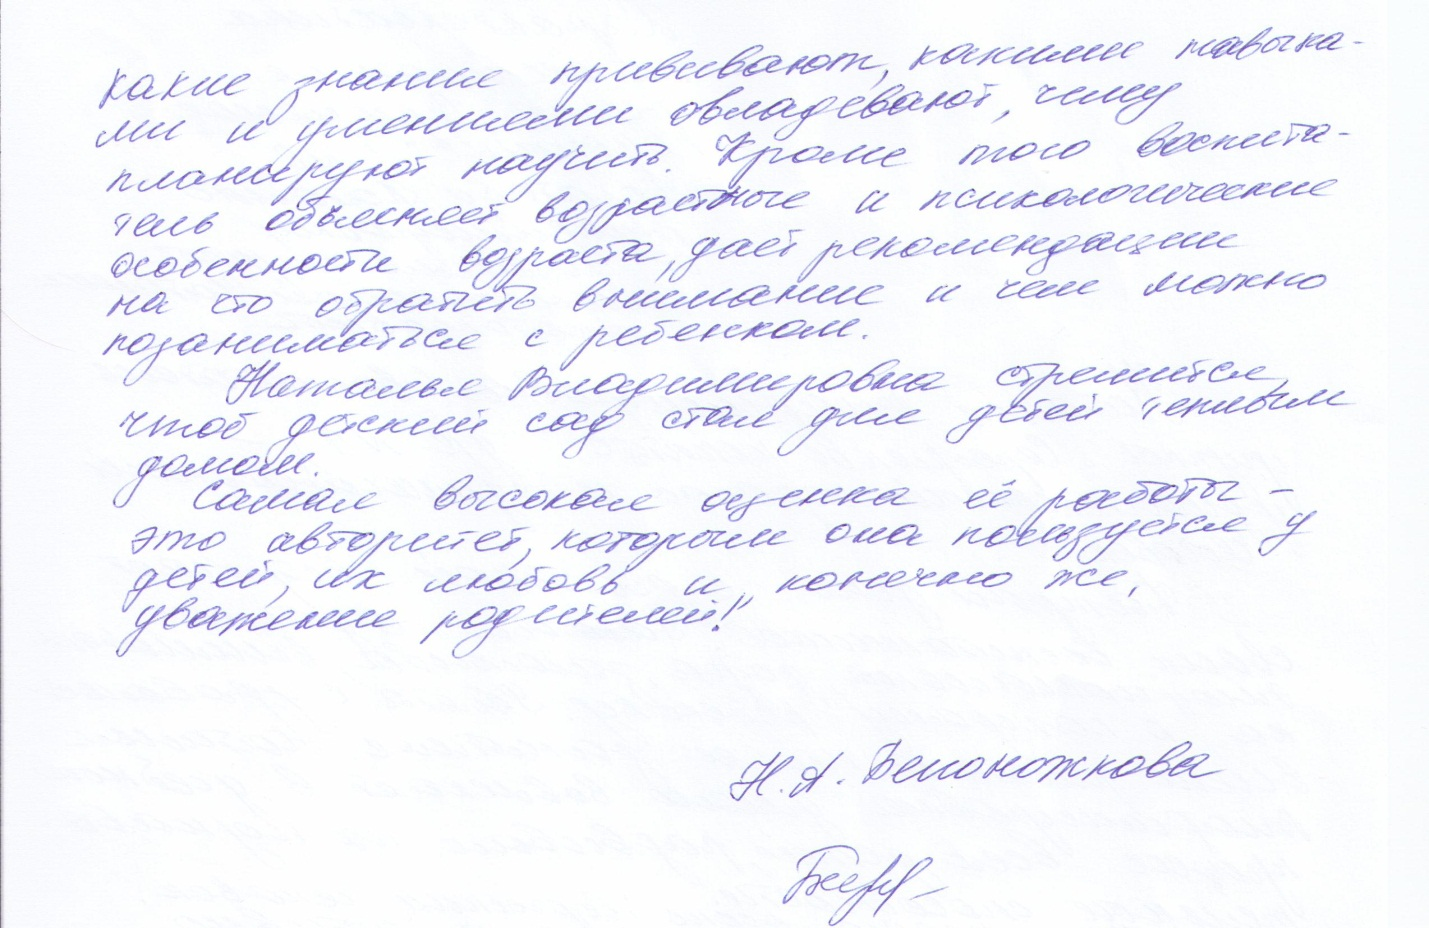 какие знания прививают, какими навыка-
ми и умениями овладевают, чему
планируют научить. Кроме того воспита-
тель объясняет возрастные и психологические
особенности возраста, даёт рекомендации
на что обратить внимание и чем можно
позаниматься с ребенком.
Наталья Владимировна стремится,
чтоб детский сад стал для детей теплым
домом.
Самая высокая оценка её работы -
это авторитет, которым она пользуется у
детей, их любовь и, конечно же,
уважение родителей!
Н.А. Белоножкова